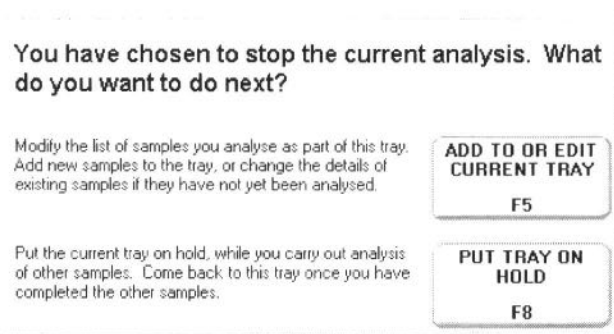 You have chosen to stop the current analysis. What
do you want to do next?
Modify the list of samples you analyse as part of this tray.
Add new samples to the tray, or change the details of
existing samples if they have not yet been analysed.
ADD TO OR EDIT
CURRENT TRAY
F5
Put the current tray on hold, while you carry out analysis
of other samples. Come back to this tray once you have
completed the other samples.
PUT TRAY ON
HOLD
F8